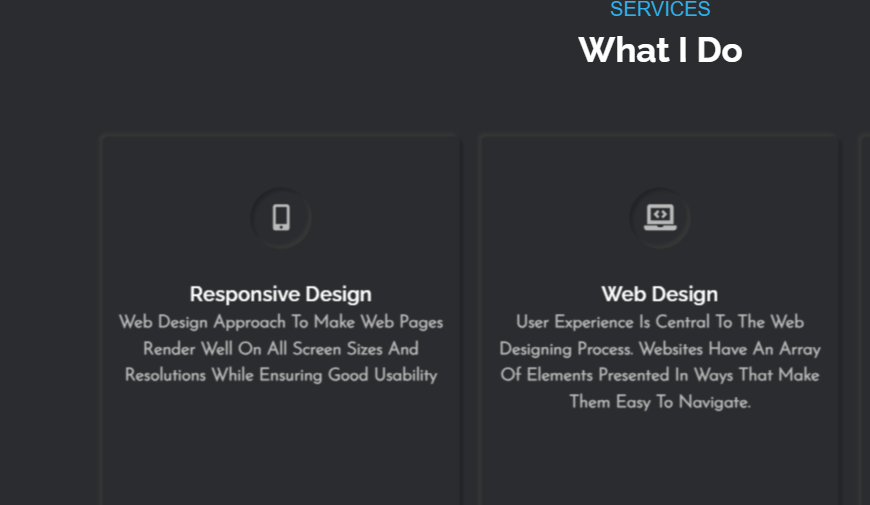 SERVICES
What I Do
Responsive Design
Web Design Approach To Make Web Pages
Render Well On All Screen Sizes And
Resolutions While Ensuring Good Usability
Web Design
User Experience Is Central To The Web
Designing Process. Websites Have An Array
Of Elements Presented In Ways That Make
Them Easy To Navigate.